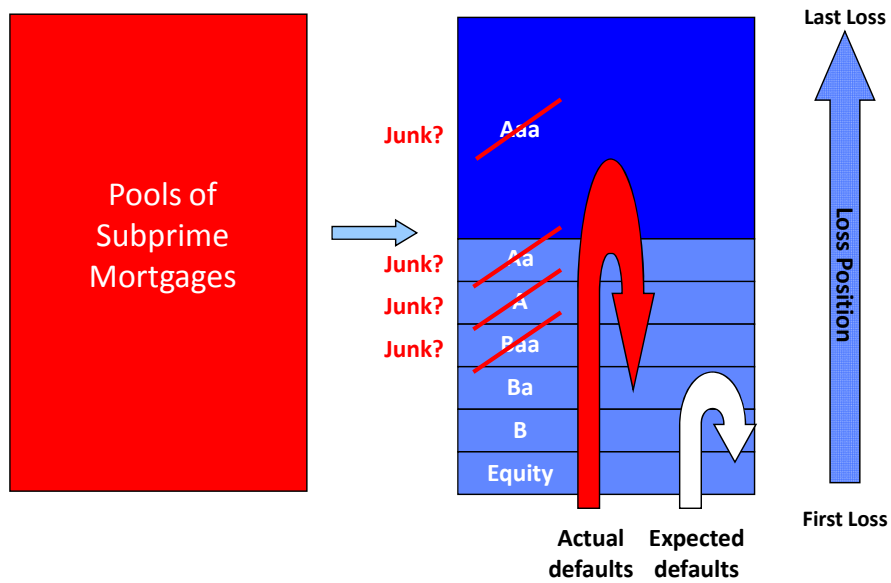 Pools of
Subprime
Mortgages
Last Loss
Junk?
Aaa
Junk?
Aa
Junk?
A
Junk?
Baa
Ba
B
Equity
Loss Position
First Loss
Actual
defaults
Expected
defaults